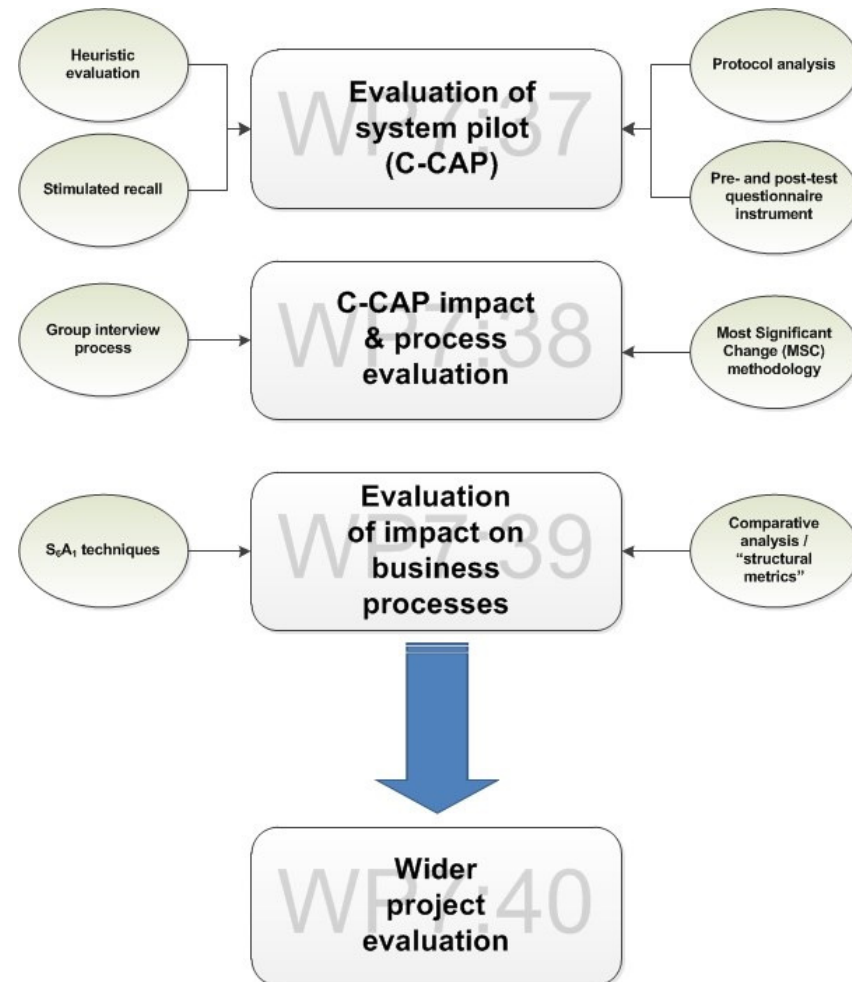 Heuristic
evaluation
Stimulated recall
WP7:37
Evaluation of
system pilot
(C-CAP)
Protocol analysis
Pre- and post-test
questionnaire
instrument
Group interview
process
WP7:38
C-CAP impact
& process
evaluation
Most Significant
Change (MSC)
methodology
S₆A₁ techniques
WP7:39
Evaluation
of impact on
business
processes
Comparative
analysis /
“structural
metrics”
WP7:40
Wider
project
evaluation